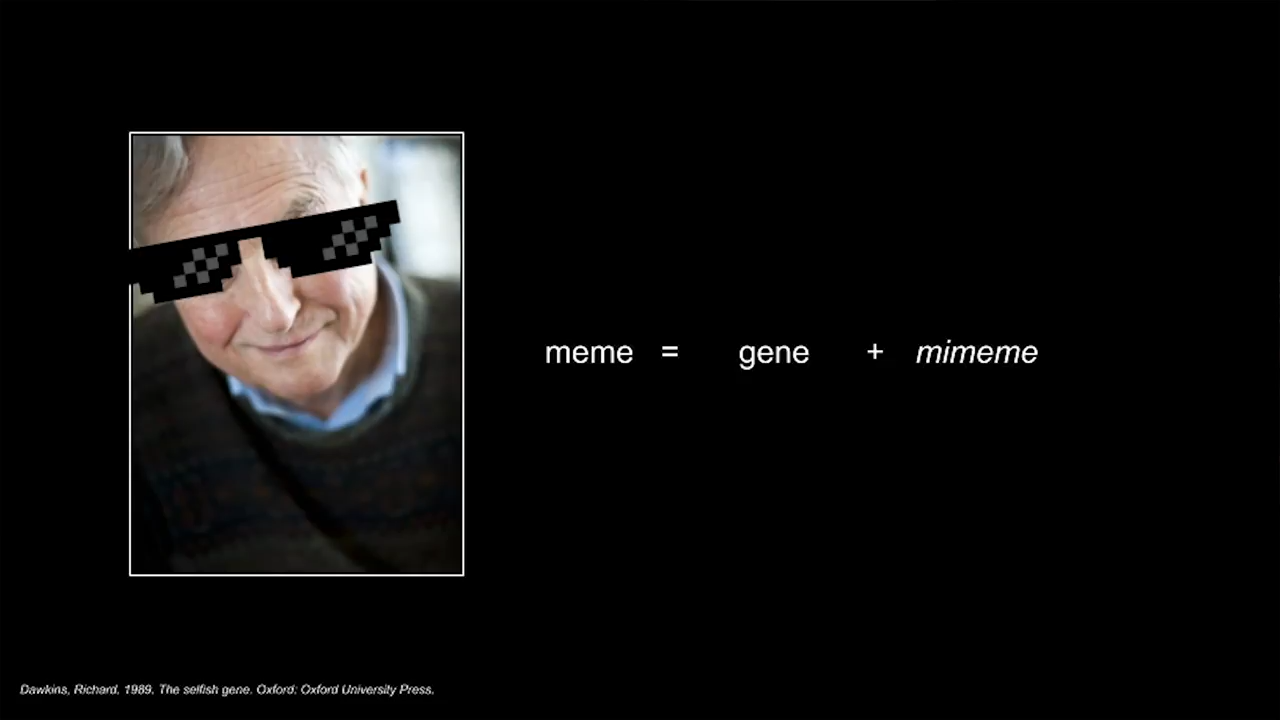 meme = gene + mimeme
Dawkins, Richard. 1989. The selfish gene. Oxford: Oxford University Press.